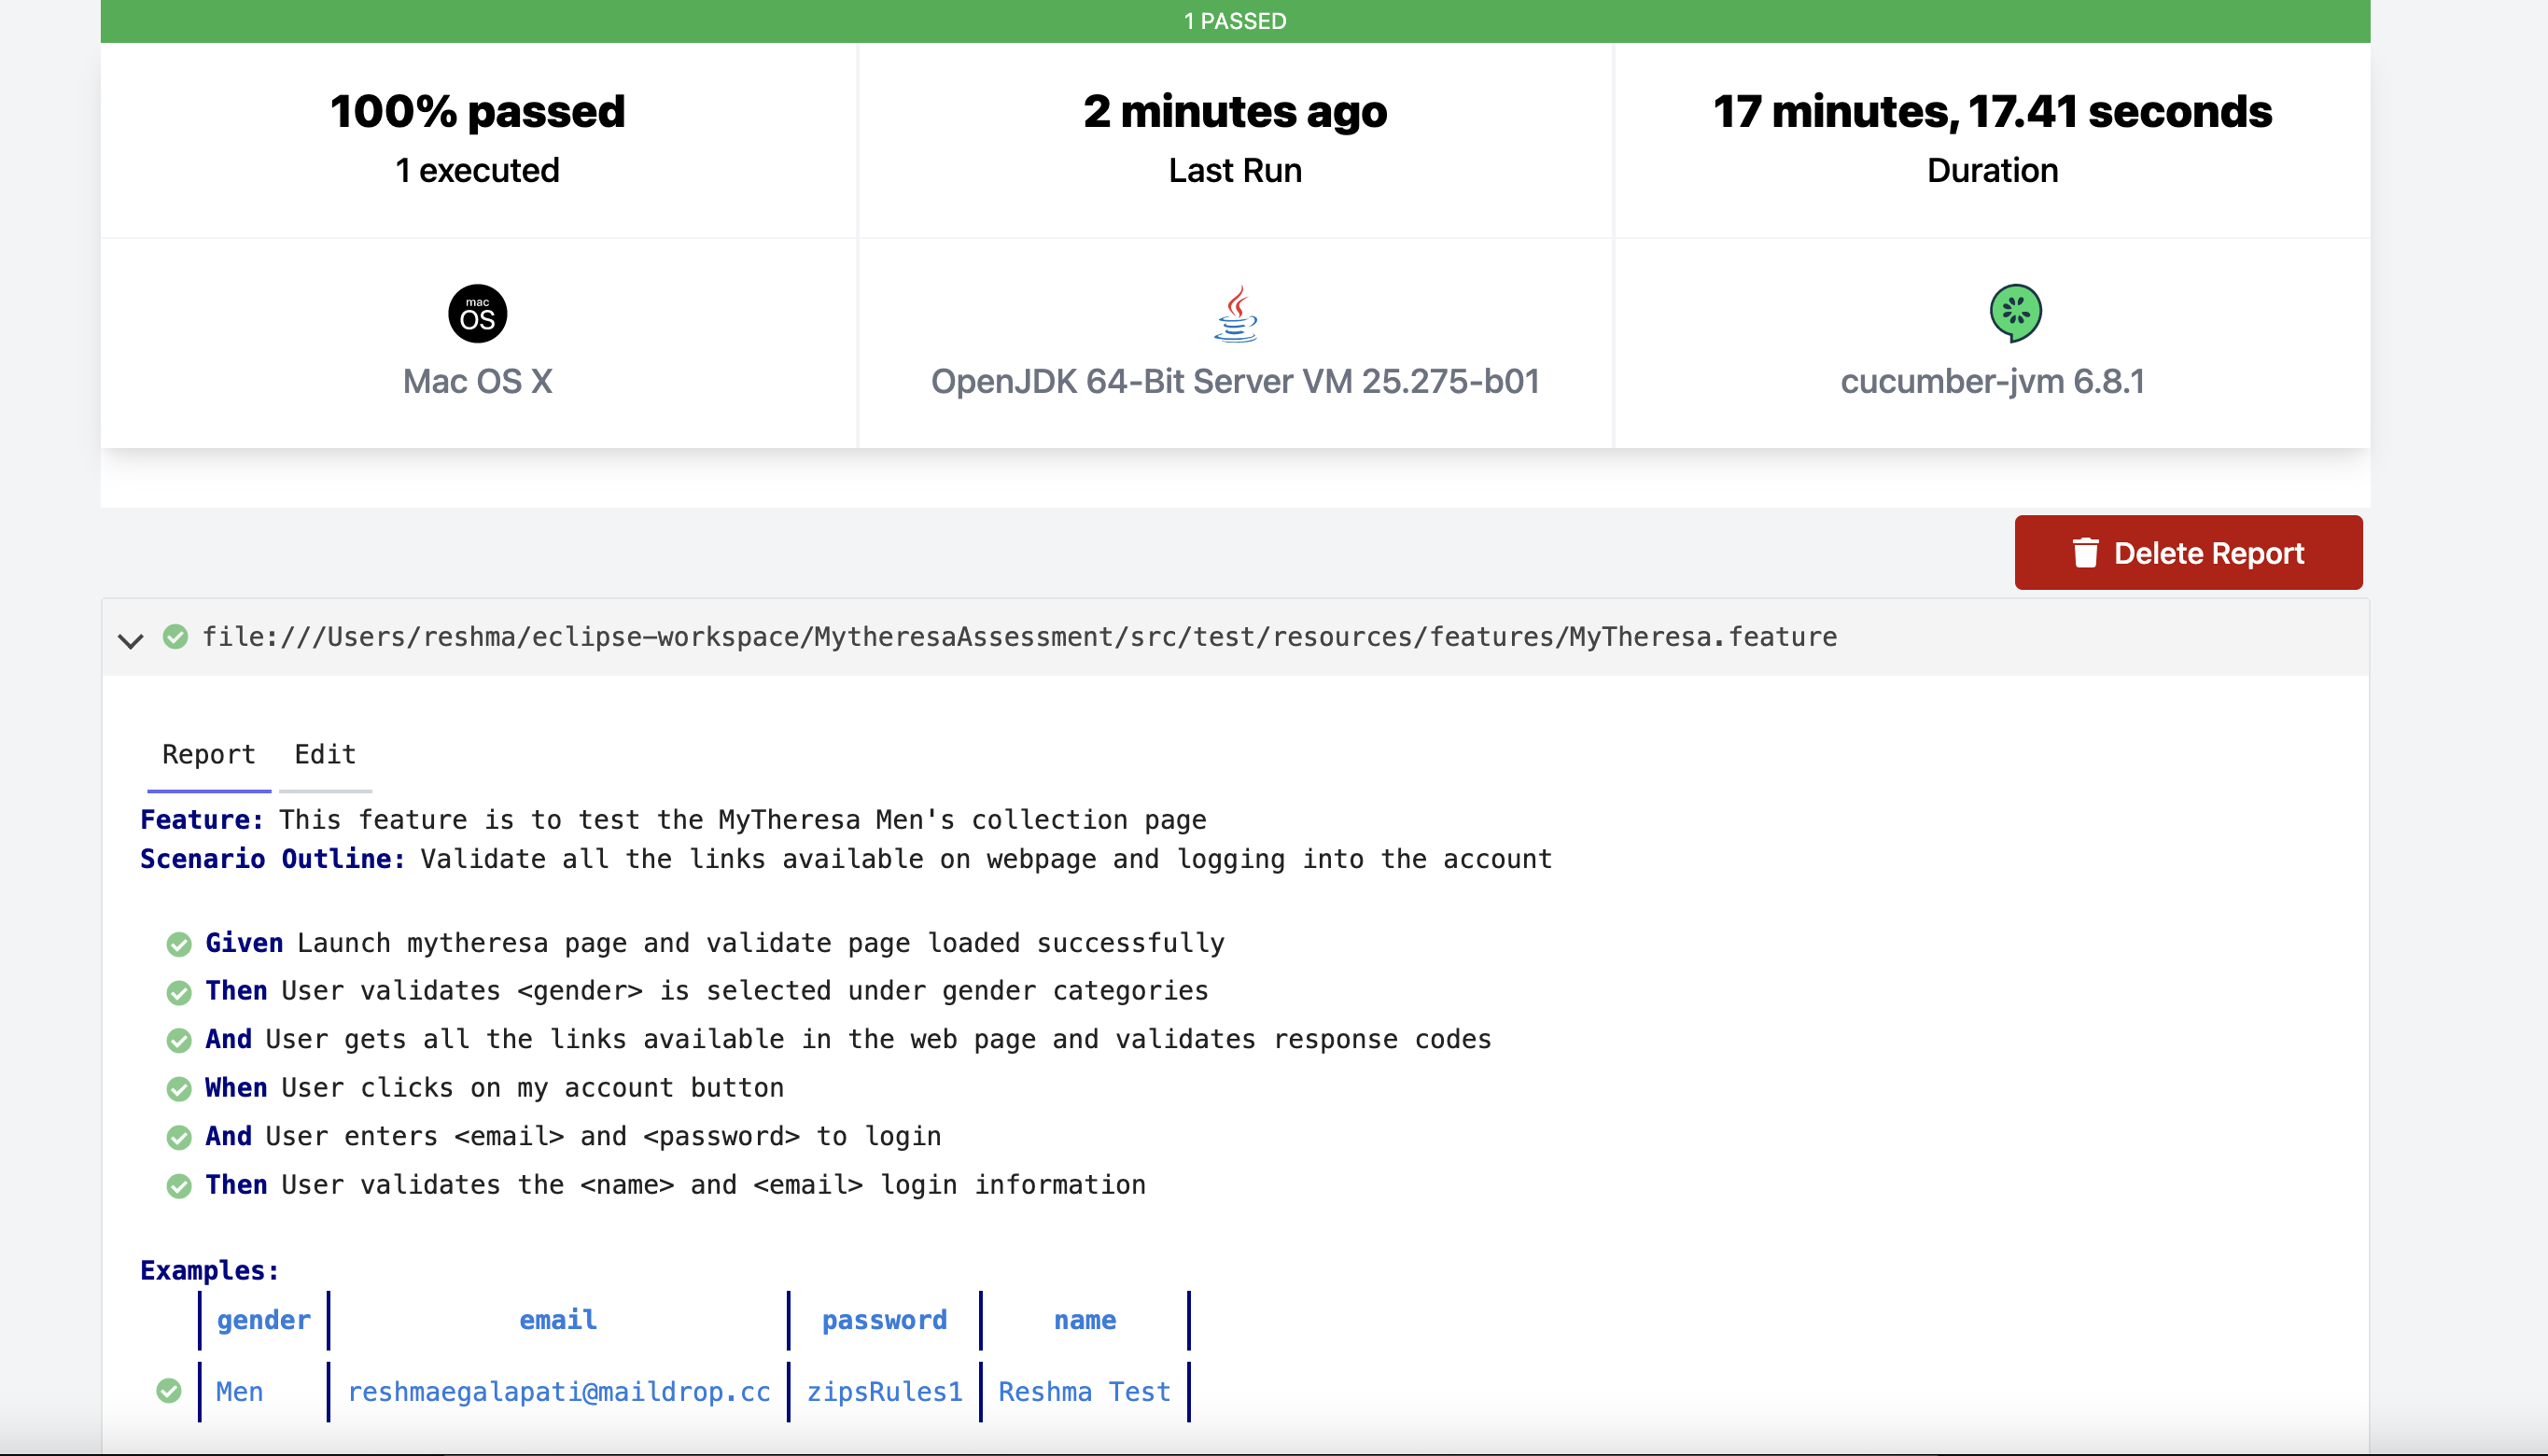 1 PASSED
100% passed
1 executed
2 minutes ago
Last Run
17 minutes, 17.41 seconds
Duration
mac
OS
Mac OS X
OpenJDK 64-Bit Server VM 25.275-b01
cucumber-jvm 6.8.1
Delete Report
file:///Users/reshma/eclipse-workspace/MytheresaAssessment/src/test/resources/features/MyTheresa.feature
Report Edit
Feature: This feature is to test the MyTheresa Men's collection page
Scenario Outline: Validate all the links available on webpage and logging into the account
Given Launch mytheresa page and validate page loaded successfully
Then User validates <gender> is selected under gender categories
And User gets all the links available in the web page and validates response codes
When User clicks on my account button
And User enters <email> and <password> to login
Then User validates the <name> and <email> login information
Examples:
gender email password name
Men reshmaegalapati@maildrop.cc zipsRules1 Reshma Test